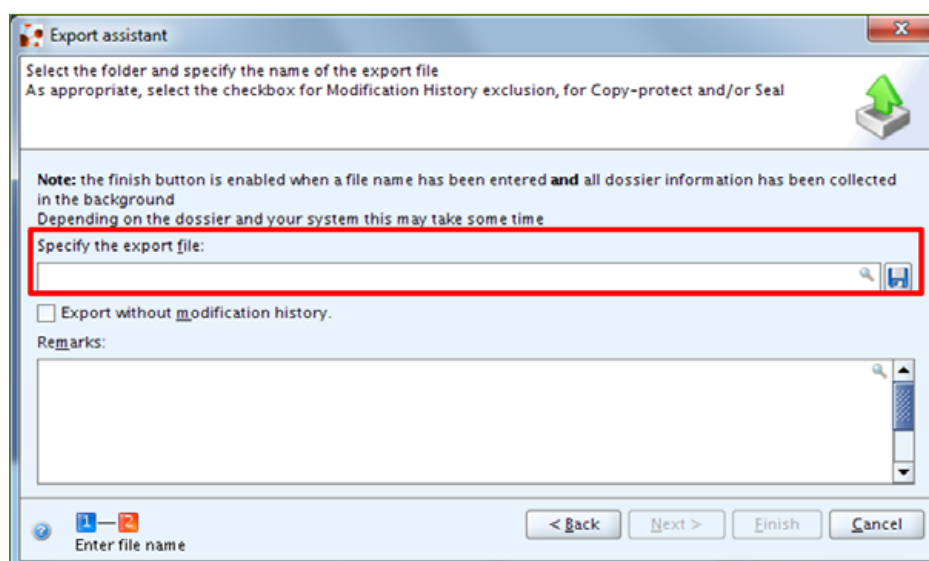 Export assistant
Select the folder and specify the name of the export file
As appropriate, select the checkbox for Modification History exclusion, for Copy-protect and/or Seal
Note: the finish button is enabled when a file name has been entered and all dossier information has been collected
in the background
Depending on the dossier and your system this may take some time
Specify the export file:
Export without modification history.
Remarks:
1 2
Enter file name
< Back Next > Finish Cancel